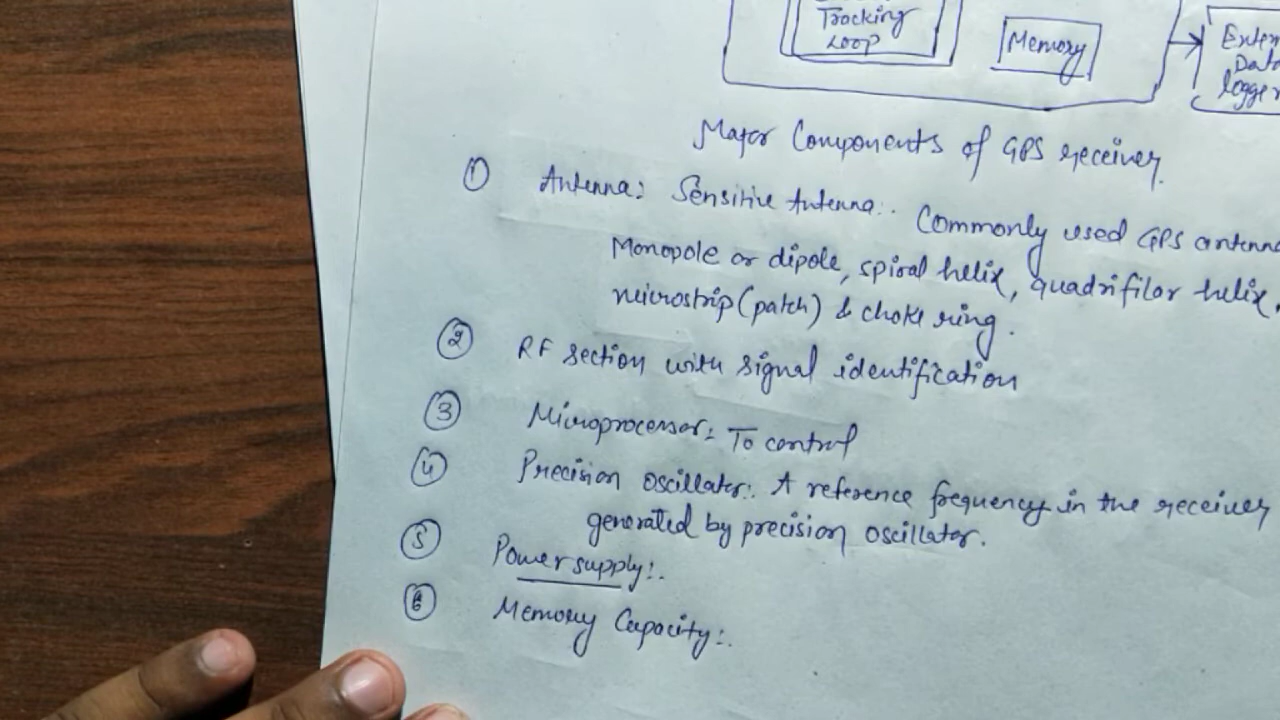 Tracking
Loop
Memory
Data
logger
Major Components of GPS receiver.
① Antenna: Sensitive Antenna:. Commonly used GPS antenna
Monopole or dipole, spiral helix, quadrifilar helix,
microstrip (patch) & choke ring.
② RF section with signal identification
③ Microprocessor: To control
④ Precision oscillator:. A reference frequency in the receiver
generated by precision oscillator.
⑤ Power supply:.
⑥ Memory Capacity:.